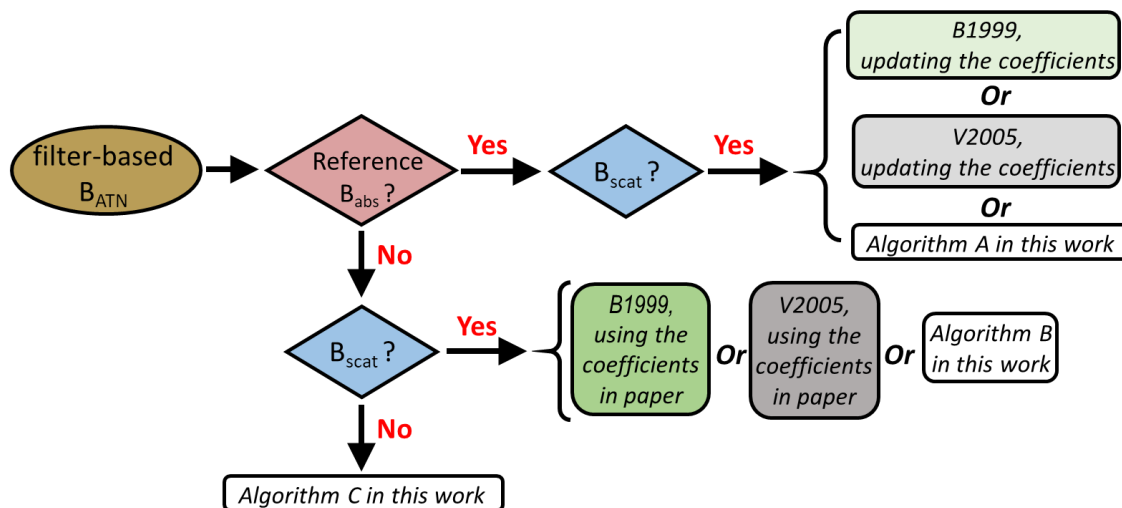 filter-based
B_ATN
Reference
B_abs ?
Yes
B_scat ?
Yes
B1999,
updating the coefficients
Or
V2005,
updating the coefficients
Or
Algorithm A in this work
No
B_scat ?
Yes
B1999,
using the
coefficients
in paper
Or
V2005,
using the
coefficients
in paper
Or
Algorithm B
in this work
No
Algorithm C in this work